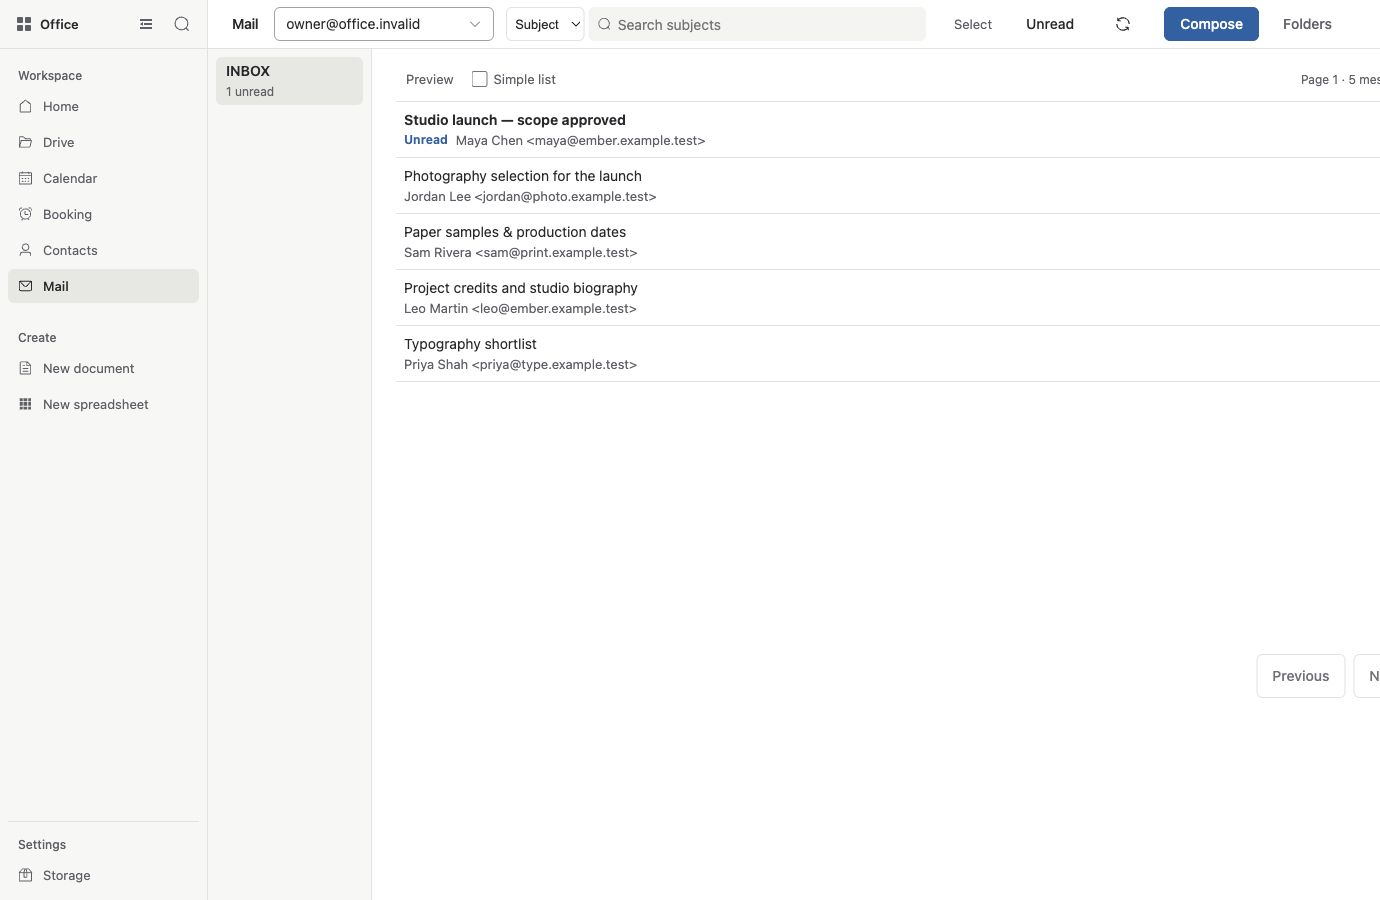 Office
Mail
owner@office.invalid
Subject
Search subjects
Select
Unread
Compose
Folders
Workspace
Home
Drive
Calendar
Booking
Contacts
Mail
Create
New document
New spreadsheet
Settings
Storage
INBOX
1 unread
Preview
Simple list
Page 1 · 5 mes
Studio launch — scope approved
Unread Maya Chen <maya@ember.example.test>
Photography selection for the launch
Jordan Lee <jordan@photo.example.test>
Paper samples & production dates
Sam Rivera <sam@print.example.test>
Project credits and studio biography
Leo Martin <leo@ember.example.test>
Typography shortlist
Priya Shah <priya@type.example.test>
Previous
N